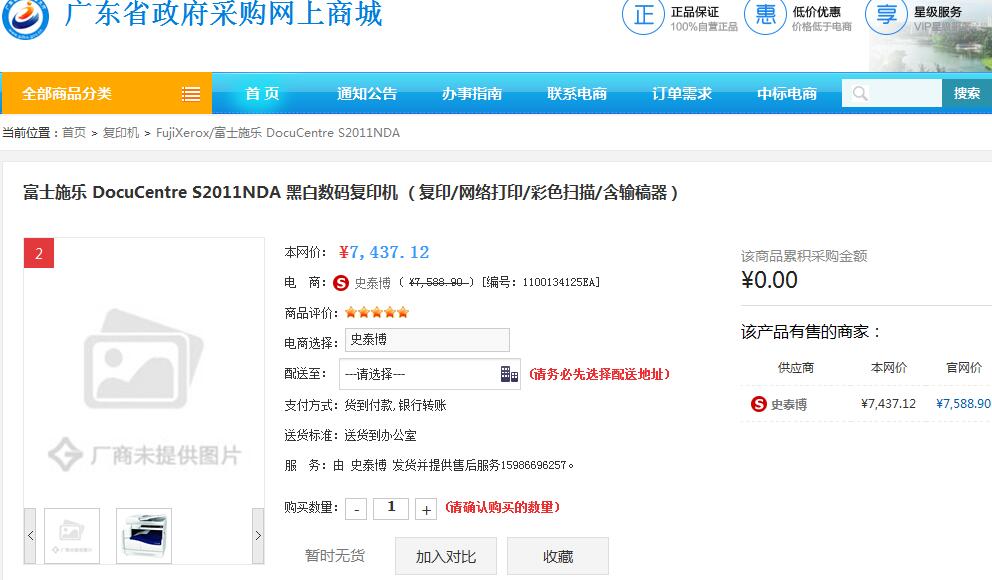 广东省政府采购网上商城
正 正品保证 100%自营正品
惠 低价优惠 价格低于电商
享 星级服务 VIP星级服务
全部商品分类 首页 通知公告 办事指南 联系电商 订单需求 中标电商 搜索
当前位置：首页 > 复印机 > FujiXerox/富士施乐 DocuCentre S2011NDA
富士施乐 DocuCentre S2011NDA 黑白数码复印机 （复印/网络打印/彩色扫描/含输稿器）
2
厂商未提供图片
本网价： ¥7,437.12
电 商： S 史泰博 （ ¥7,588.90 ）[编号：1100134125EA]
商品评价：
电商选择： 史泰博
配送至： ---请选择--- （请务必先选择配送地址）
支付方式：货到付款,银行转账
送货标准：送货到办公室
服 务：由 史泰博 发货并提供售后服务15986696257。
购买数量： - 1 + （请确认购买的数量）
暂时无货 加入对比 收藏
该商品累积采购金额
¥0.00
该产品有售的商家：
供应商 本网价 官网价
S 史泰博 ¥7,437.12 ¥7,588.90